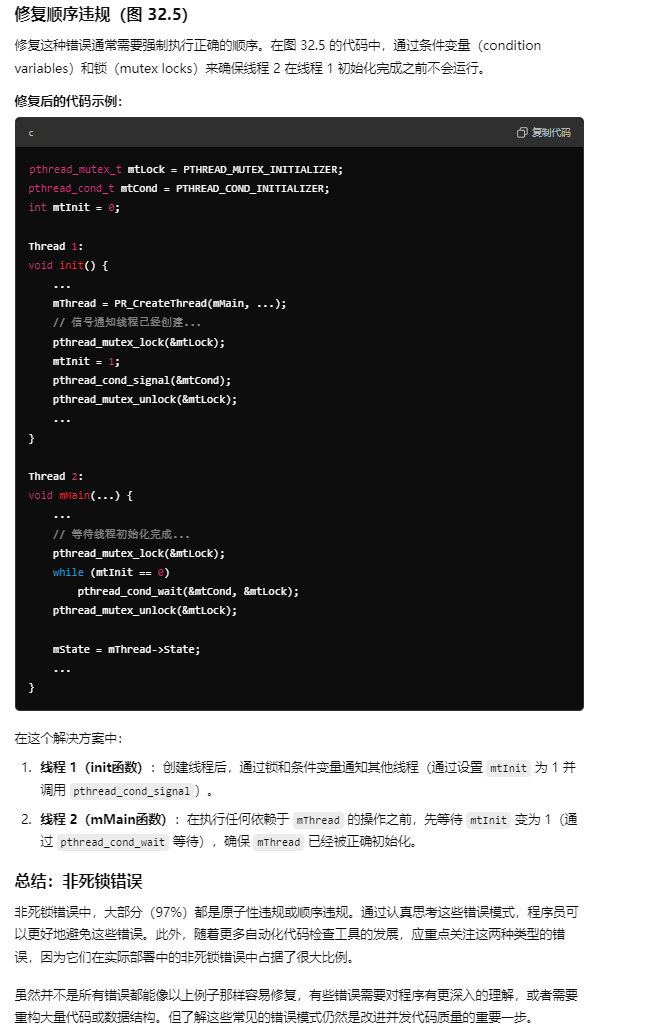 修复顺序违规（图 32.5）
修复这种错误通常需要强制执行正确的顺序。在图 32.5 的代码中，通过条件变量（condition
variables）和锁（mutex locks）来确保线程 2 在线程 1 初始化完成之前不会运行。
修复后的代码示例：
c 复制代码
pthread_mutex_t mtLock = PTHREAD_MUTEX_INITIALIZER;
pthread_cond_t mtCond = PTHREAD_COND_INITIALIZER;
int mtInit = 0;
Thread 1:
void init() {
...
mThread = PR_CreateThread(mMain, ...);
// 信号通知线程已经创建...
pthread_mutex_lock(&mtLock);
mtInit = 1;
pthread_cond_signal(&mtCond);
pthread_mutex_unlock(&mtLock);
...
}
Thread 2:
void mMain(...) {
...
// 等待线程初始化完成...
pthread_mutex_lock(&mtLock);
while (mtInit == 0)
pthread_cond_wait(&mtCond, &mtLock);
pthread_mutex_unlock(&mtLock);
mState = mThread->State;
...
}
在这个解决方案中：
1. 线程 1（init函数）：创建线程后，通过锁和条件变量通知其他线程（通过设置 mtInit 为 1 并
调用 pthread_cond_signal）。
2. 线程 2（mMain函数）：在执行任何依赖于 mThread 的操作之前，先等待 mtInit 变为 1（通
过 pthread_cond_wait 等待），确保 mThread 已经被正确初始化。
总结：非死锁错误
非死锁错误中，大部分（97%）都是原子性违规或顺序违规。通过认真思考这些错误模式，程序员可
以更好地避免这些错误。此外，随着更多自动化代码检查工具的发展，应重点关注这两种类型的错
误，因为它们在实际部署中的非死锁错误中占据了很大比例。
虽然并不是所有错误都能像以上例子那样容易修复，有些错误需要对程序有更深入的理解，或者需要
重构大量代码或数据结构。但了解这些常见的错误模式仍然是改进并发代码质量的重要一步。